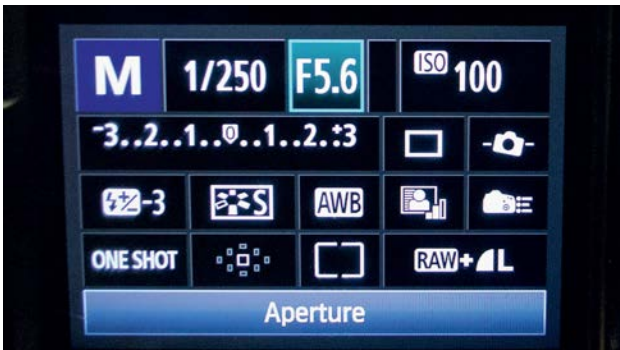 M 1/250 F5.6 ISO 100
-3..2..1..0..1..2.:+3
-3 S AWB
ONE SHOT RAW+L
Aperture